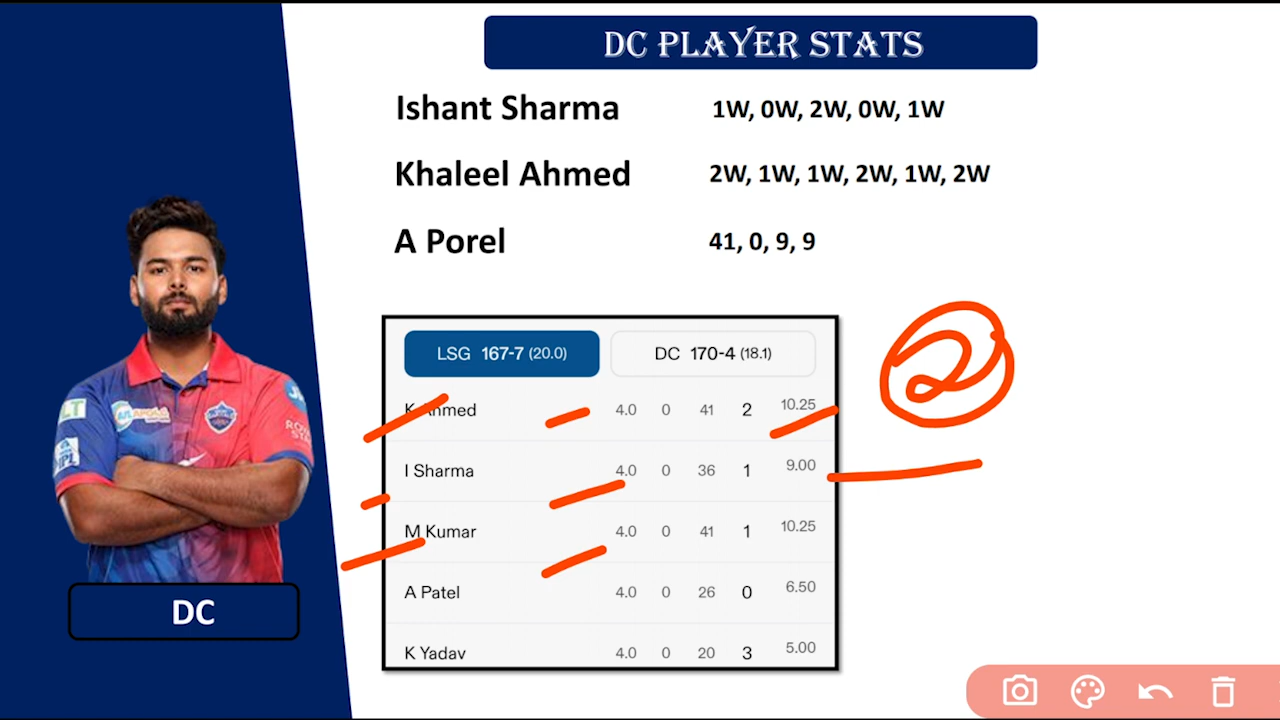 DC PLAYER STATS
Ishant Sharma 1W, 0W, 2W, 0W, 1W
Khaleel Ahmed 2W, 1W, 1W, 2W, 1W, 2W
A Porel 41, 0, 9, 9
LSG 167-7 (20.0) DC 170-4 (18.1)
K Ahmed 4.0 0 41 2 10.25
2
I Sharma 4.0 0 36 1 9.00
M Kumar 4.0 0 41 1 10.25
A Patel 4.0 0 26 0 6.50
K Yadav 4.0 0 20 3 5.00
DC